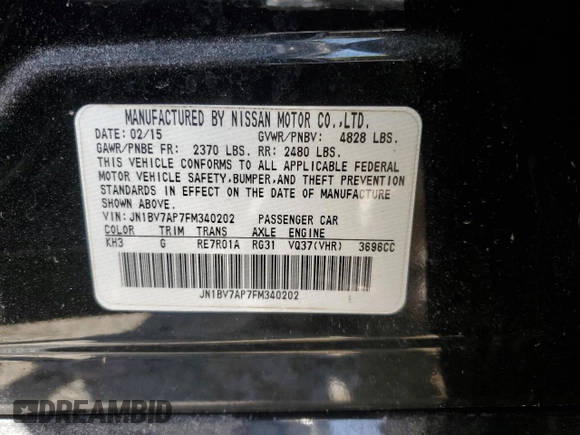 MANUFACTURED BY NISSAN MOTOR CO.,LTD.
DATE: 02/15 GVWR/PNBV: 4828 LBS.
GAWR/PNBE FR: 2370 LBS. RR: 2480 LBS.
THIS VEHICLE CONFORMS TO ALL APPLICABLE FEDERAL
MOTOR VEHICLE SAFETY,BUMPER,AND THEFT PREVENTION
STANDARDS IN EFFECT ON THE DATE OF MANUFACTURE
SHOWN ABOVE.
VIN: JN1BV7AP7FM340202 PASSENGER CAR
COLOR TRIM TRANS AXLE ENGINE
KH3 G RE7R01A RG31 VQ37(VHR) 3696CC
JN1BV7AP7FM340202
DREAMBID